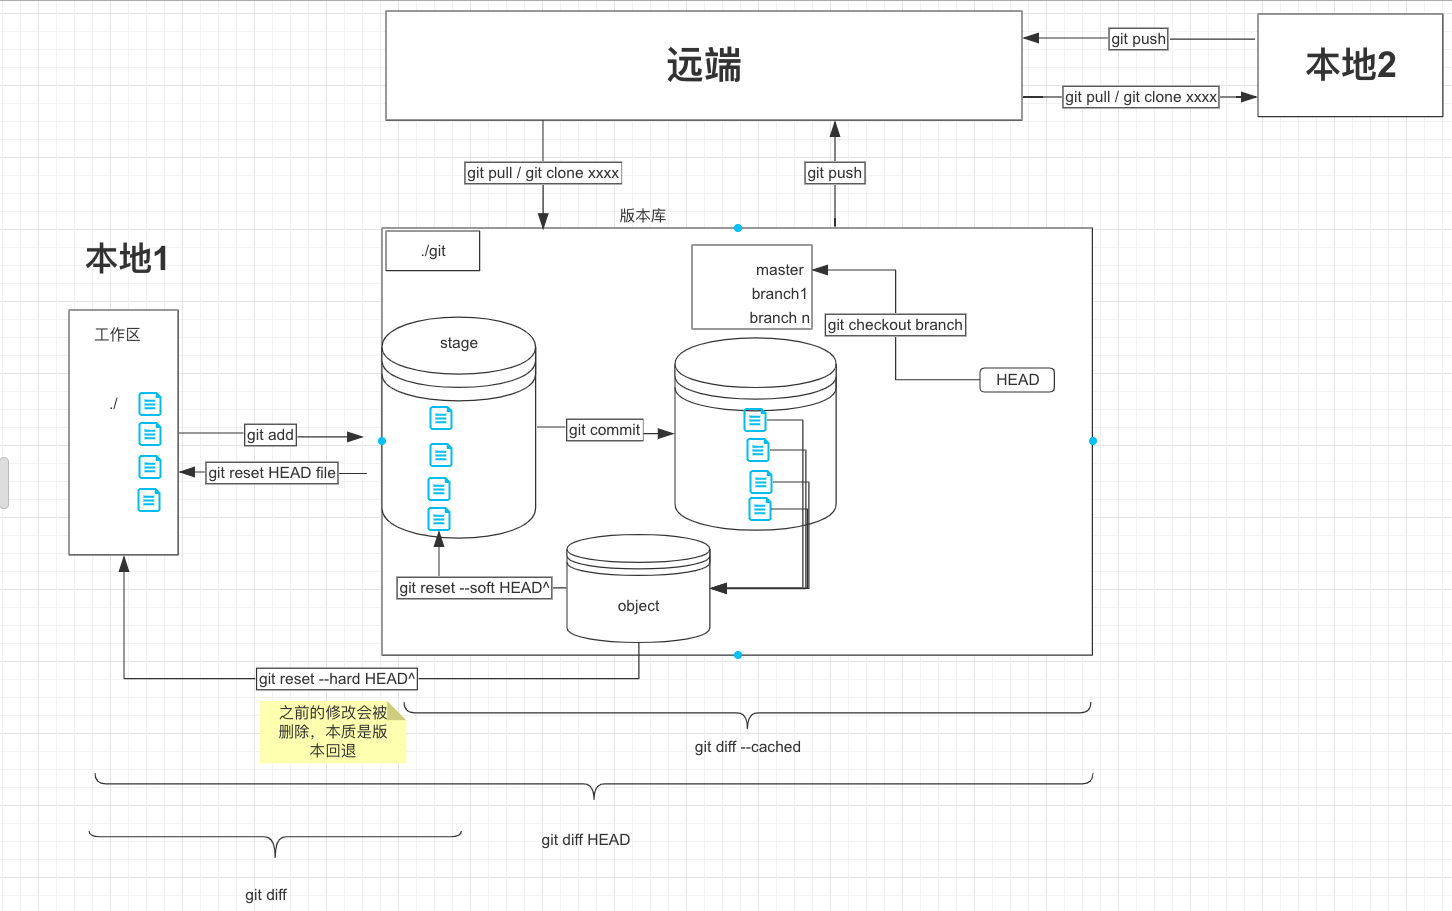 远端
git push
本地2
git pull / git clone xxxx
git pull / git clone xxxx
git push
版本库
本地1
./git
master
branch1
branch n
git checkout branch
HEAD
工作区
./
stage
git add
git reset HEAD file
git commit
git reset --soft HEAD^
object
git reset --hard HEAD^
之前的修改会被
删除，本质是版
本回退
git diff --cached
git diff HEAD
git diff